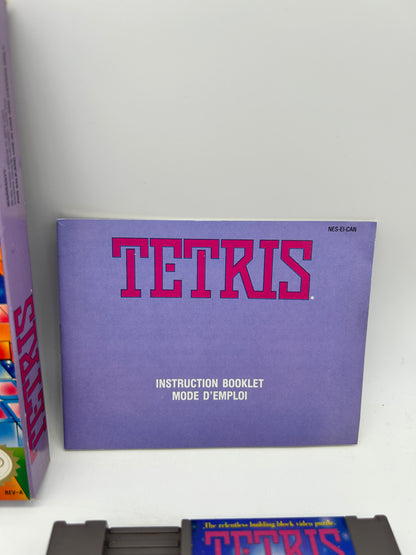 NES-EI-CAN
TETRIS
INSTRUCTION BOOKLET
MODE D'EMPLOI
TETRIS
REV-A
The relentless building block video puzzle.
TETRIS